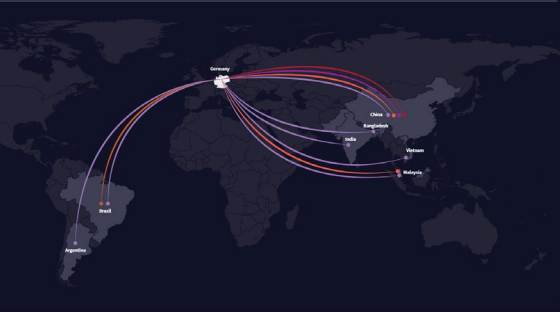 Germany
China
Bangladesh
India
Vietnam
Malaysia
Brazil
Argentina